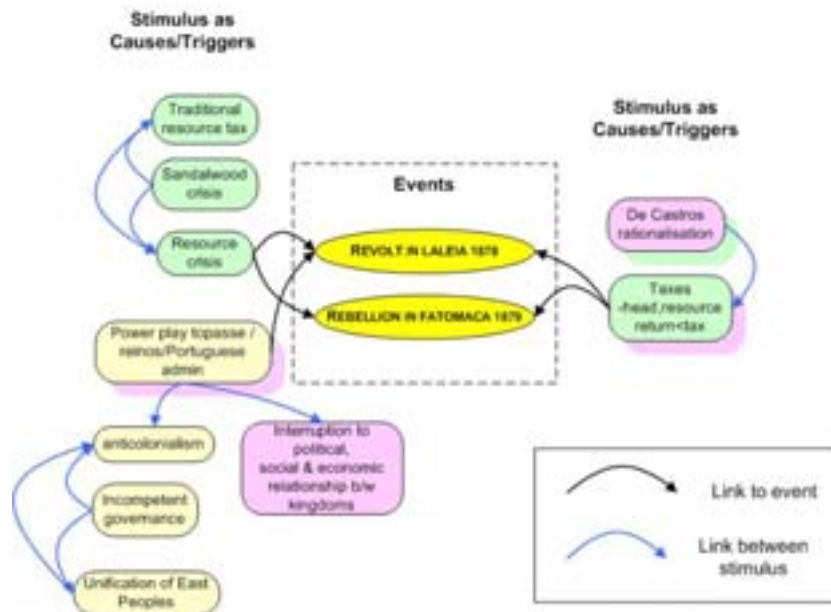 Stimulus as
Causes/Triggers
Traditional
resource tax
Sandalwood
crisis
Resource
crisis
Power play topasse /
reinos/Portuguese
admin
anticolonialism
Incompetent
governance
Unification of East
Peoples
Interruption to
political,
social & economic
relationship b/w
kingdoms
Events
REVOLT IN LALEIA 1878
REBELLION IN FATOMACA 1879
Stimulus as
Causes/Triggers
De Castros
rationalisation
Taxes
-head,resource
return<tax
Link to event
Link between
stimulus